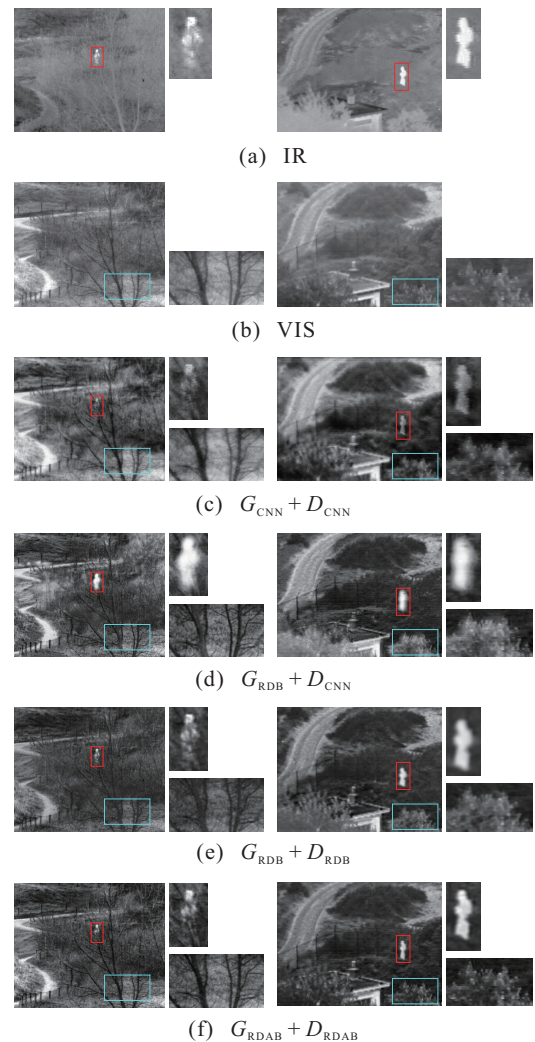 (a) IR
(b) VIS
(c) G_CNN + D_CNN
(d) G_RDB + D_CNN
(e) G_RDB + D_RDB
(f) G_RDAB + D_RDAB